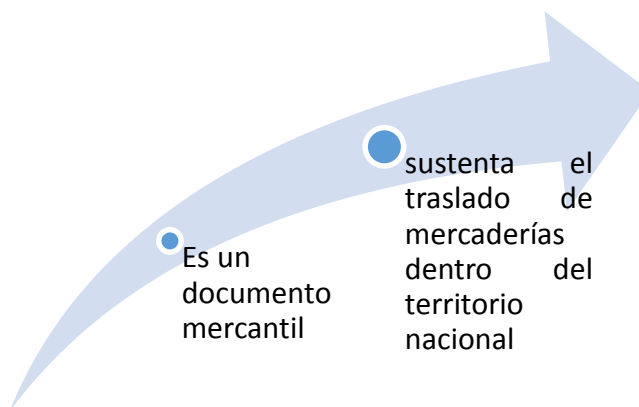 Es un
documento
mercantil
sustenta el
traslado de
mercaderías
dentro del
territorio
nacional